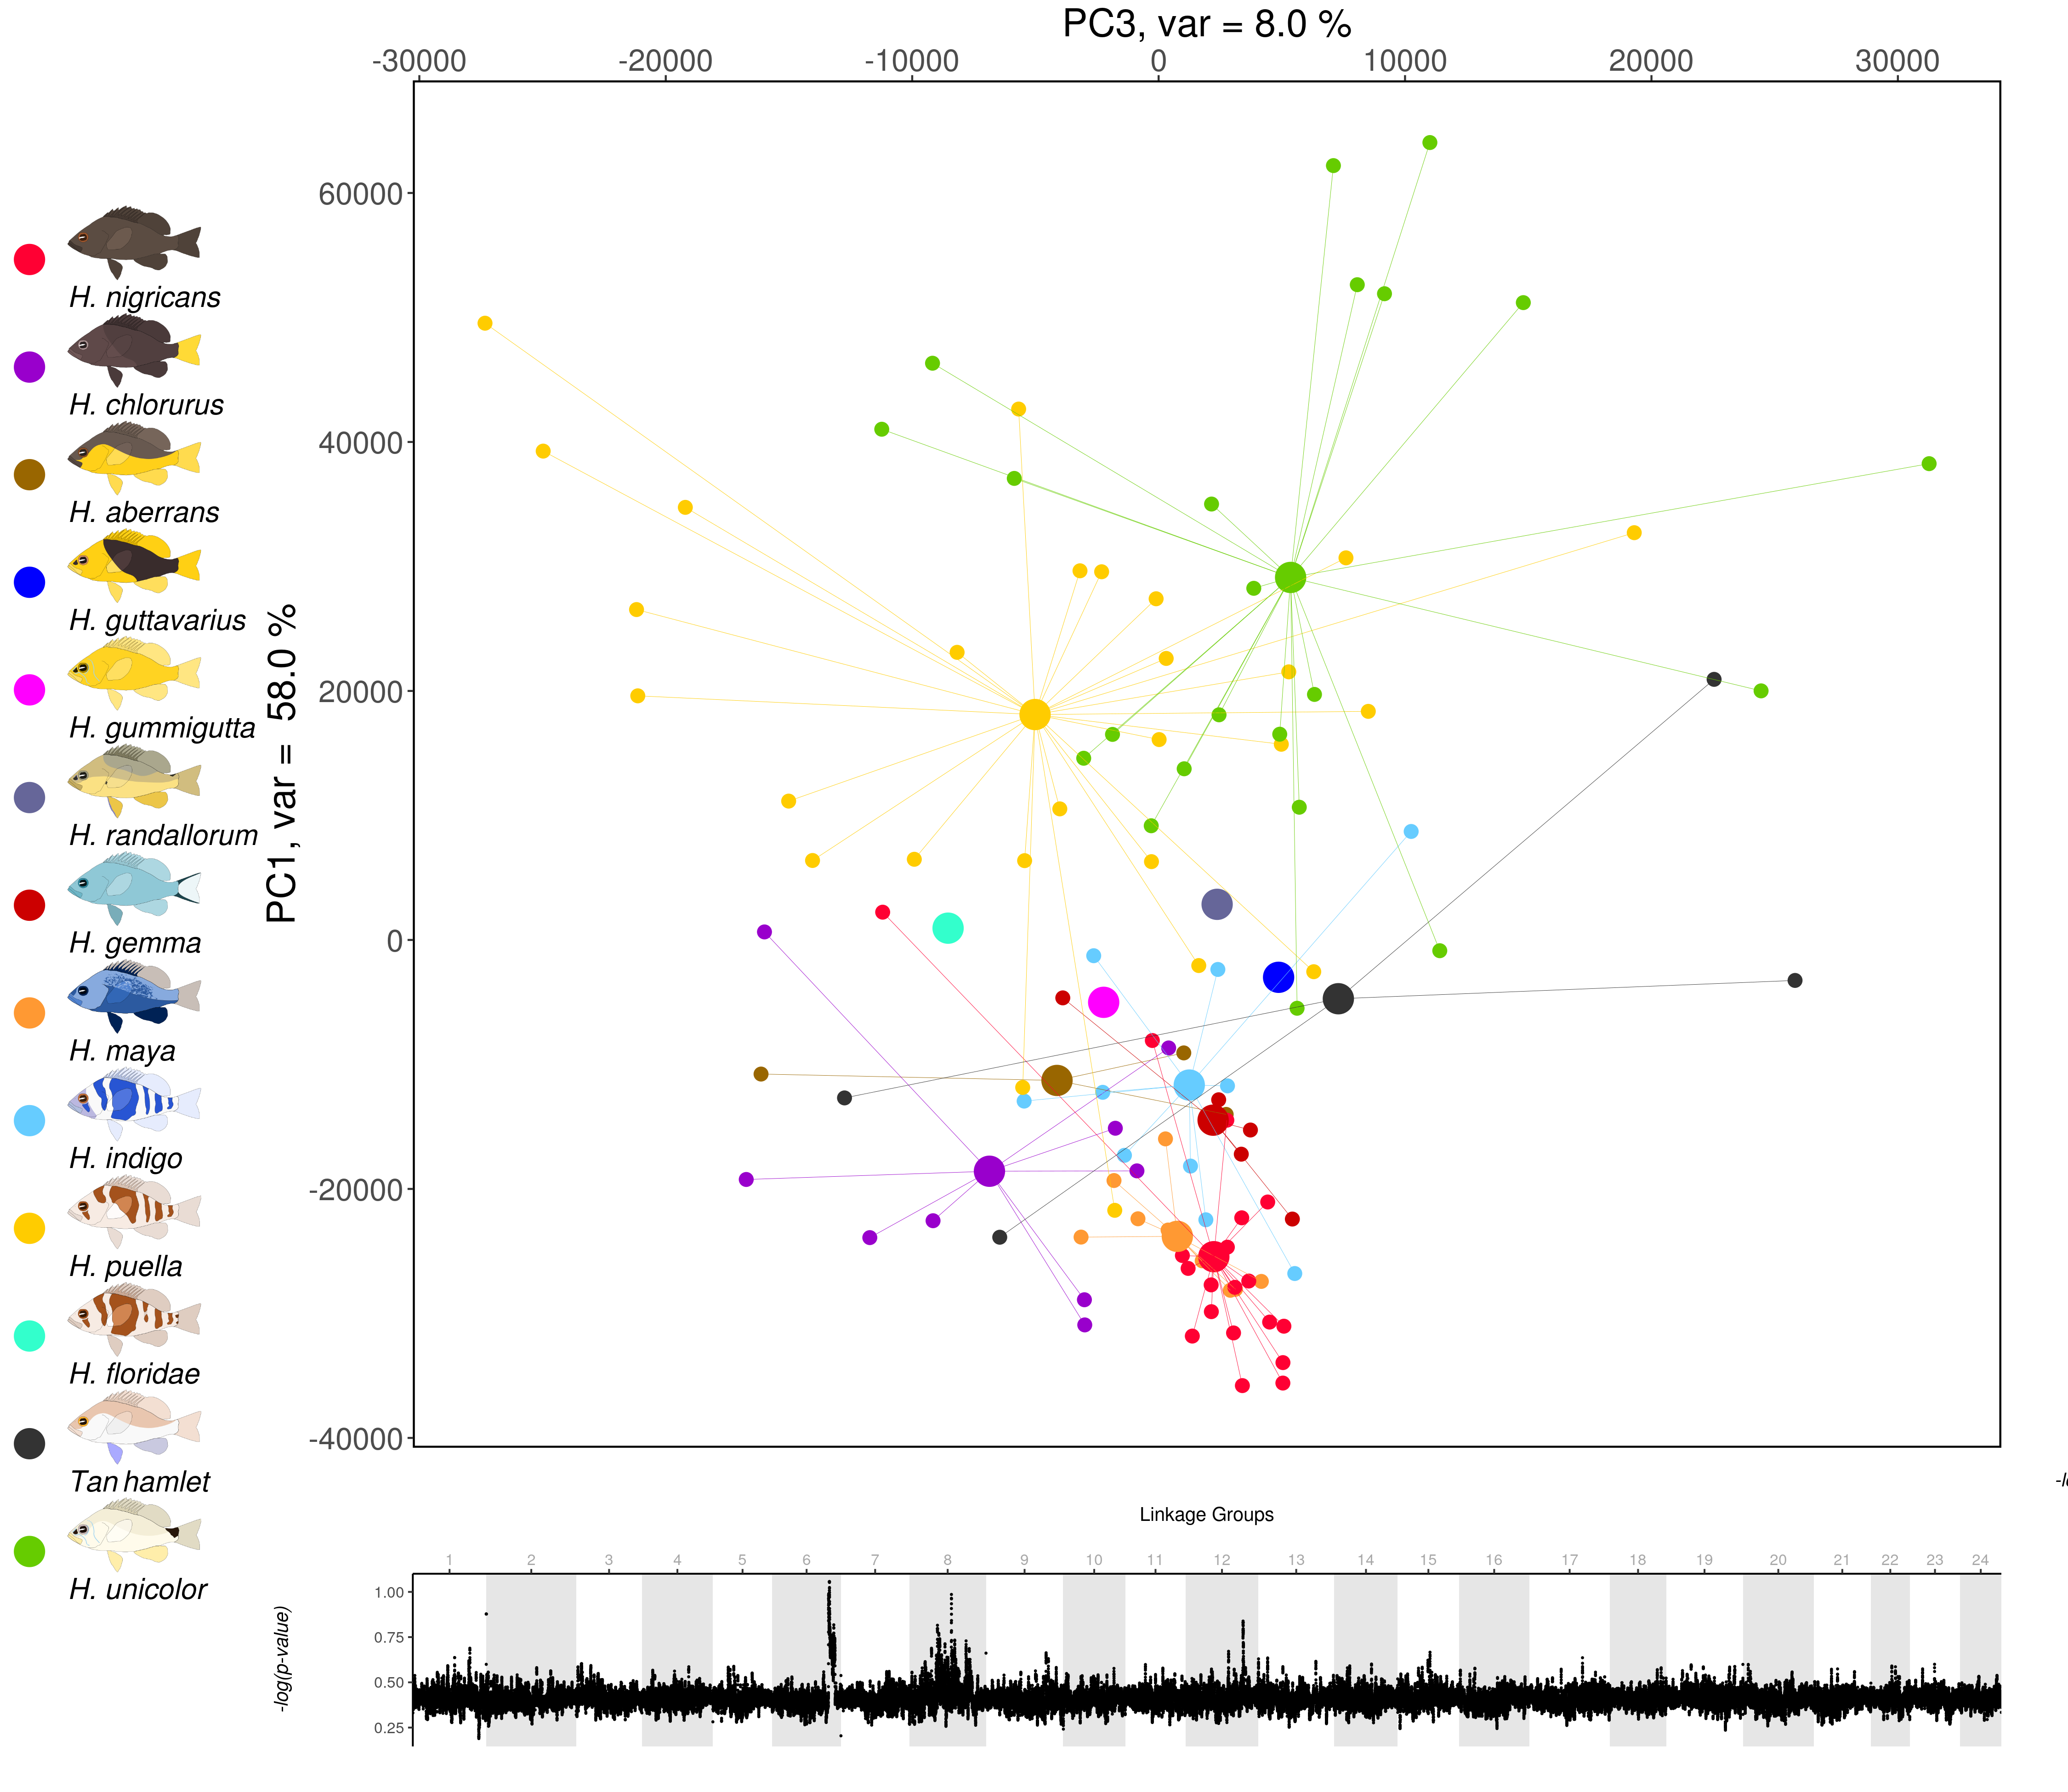 PC3, var = 8.0 %
-30000 -20000 -10000 0 10000 20000 30000
PC1, var = 58.0 %
60000
40000
20000
0
-20000
-40000
H. nigricans
H. chlorurus
H. aberrans
H. guttavarius
H. gummigutta
H. randallorum
H. gemma
H. maya
H. indigo
H. puella
H. floridae
Tan hamlet
H. unicolor
Linkage Groups
1 2 3 4 5 6 7 8 9 10 11 12 13 14 15 16 17 18 19 20 21 22 23 24
-log(p-value)
1.00
0.75
0.50
0.25